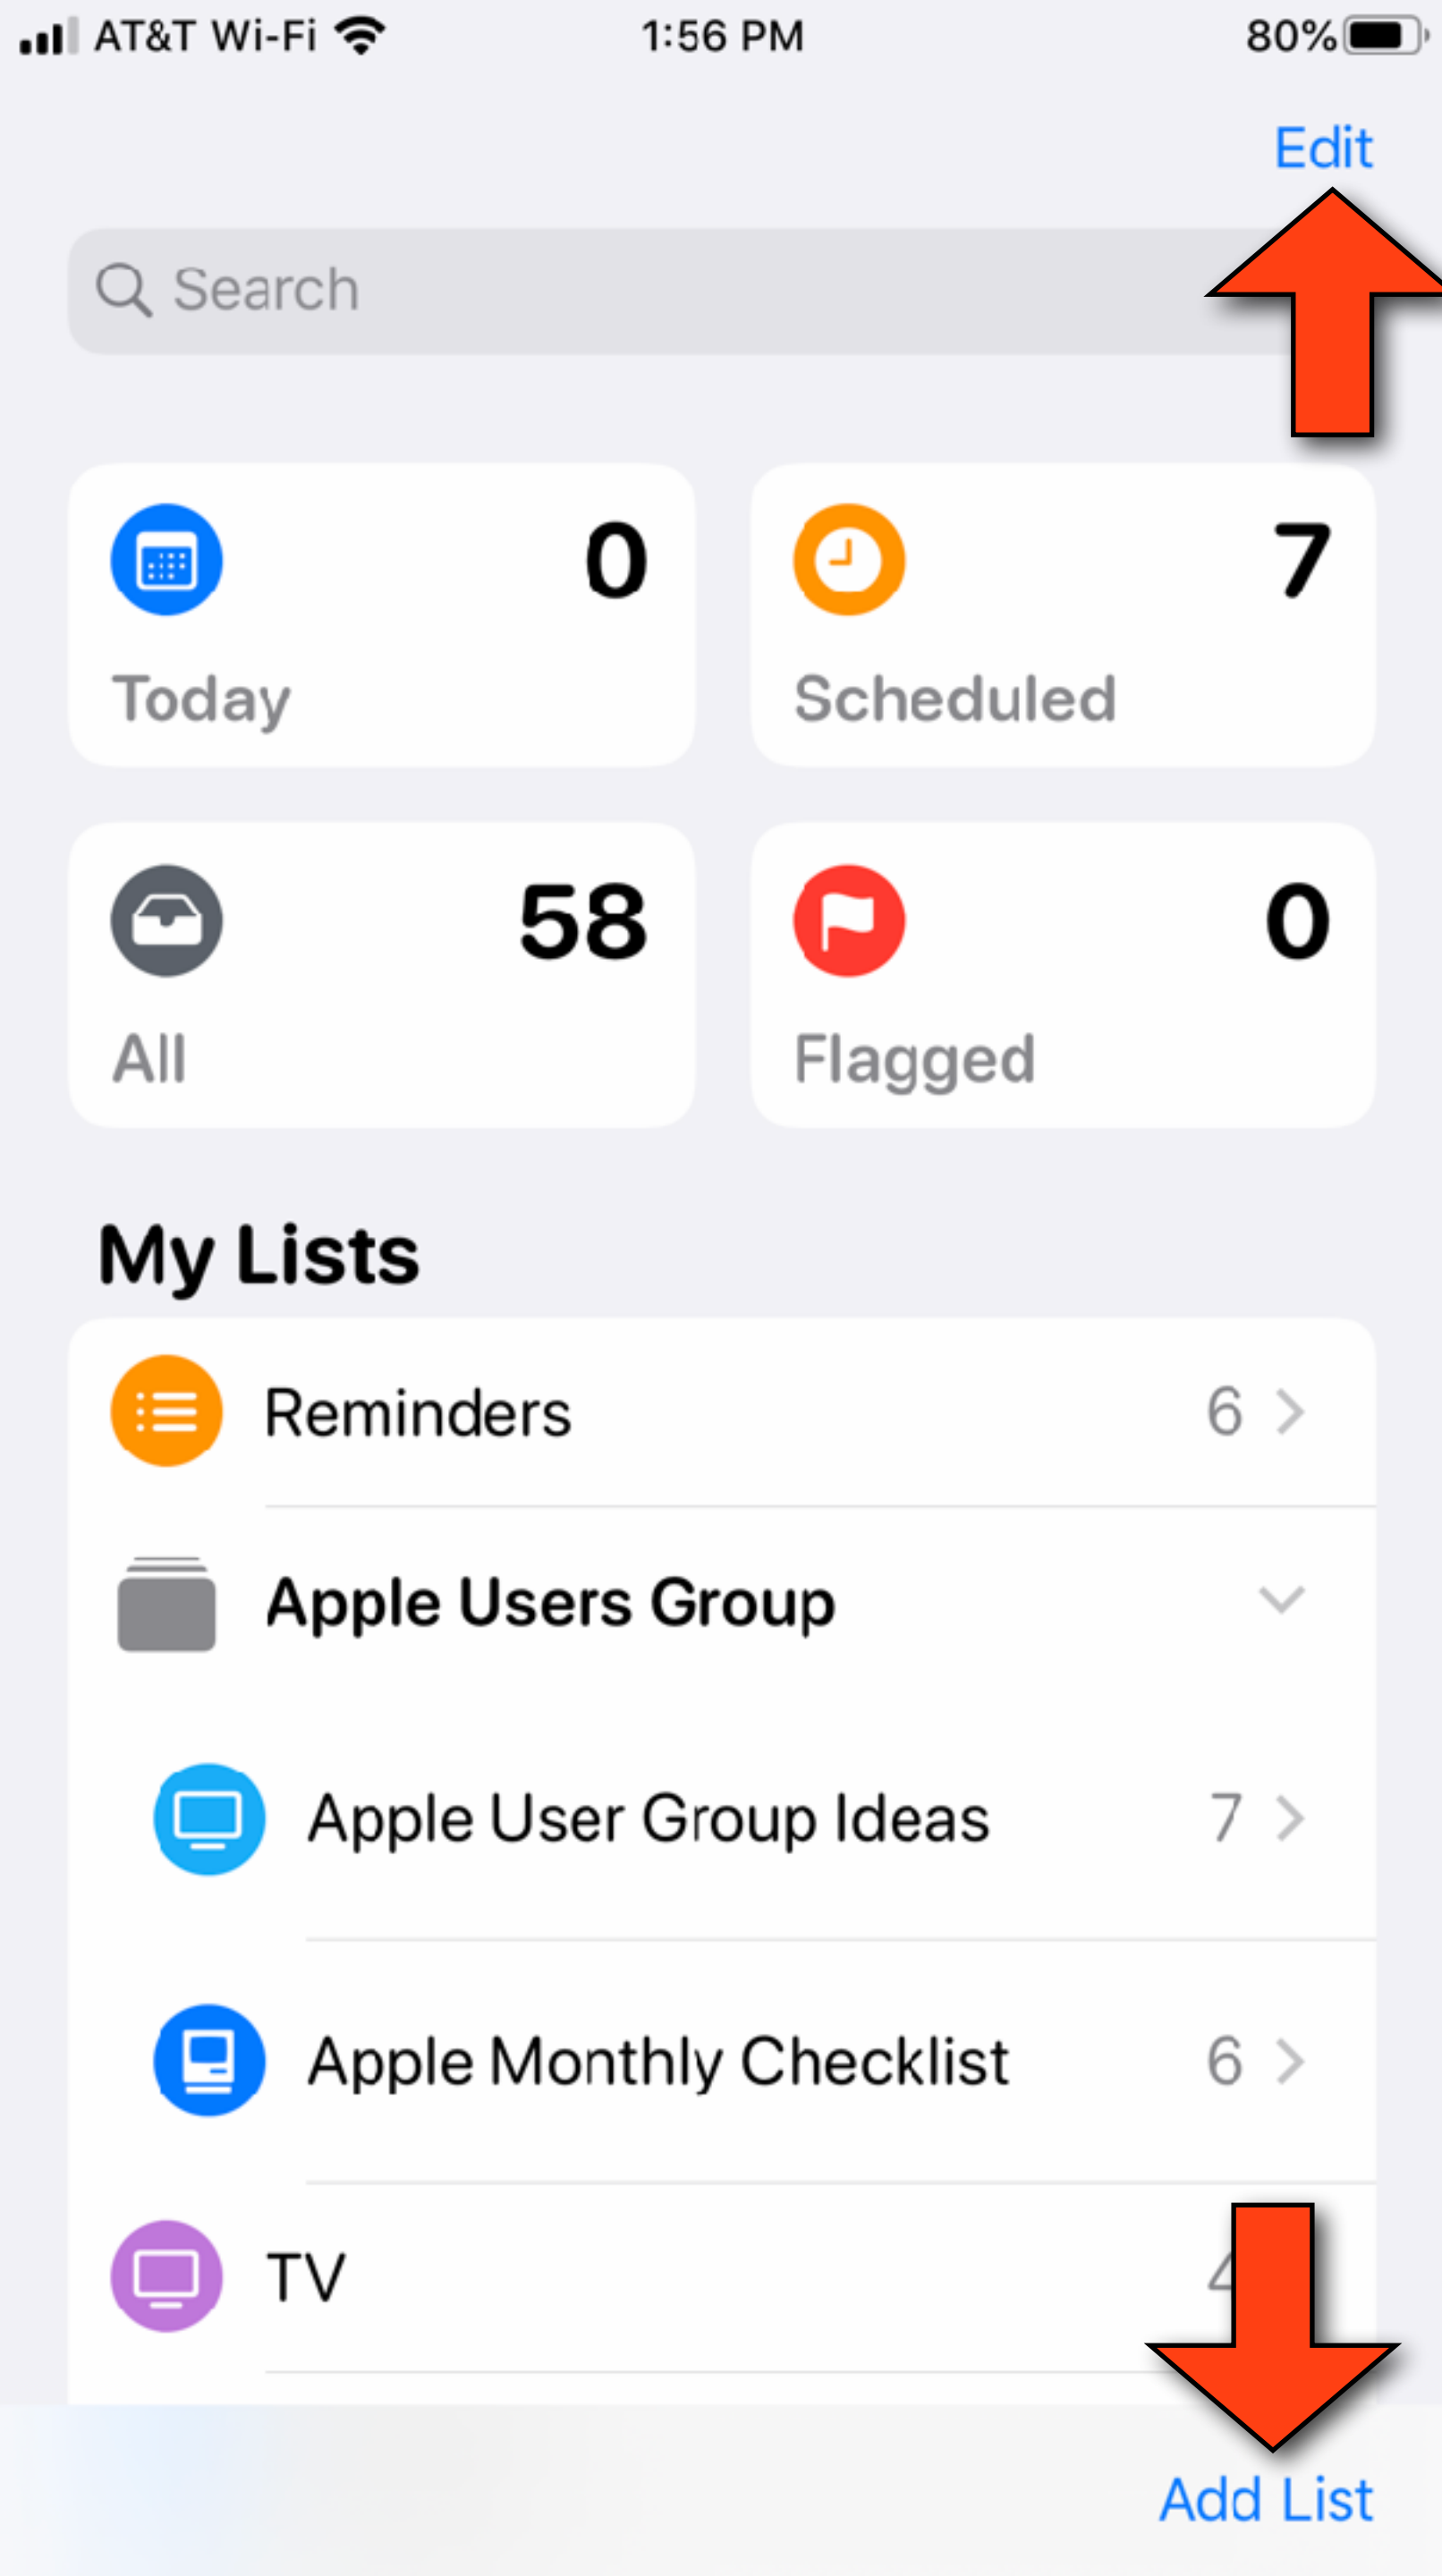 AT&T Wi-Fi 1:56 PM 80%
Edit
Search
0 7
Today Scheduled
58 0
All Flagged
My Lists
Reminders 6
Apple Users Group
Apple User Group Ideas 7
Apple Monthly Checklist 6
TV
Add List